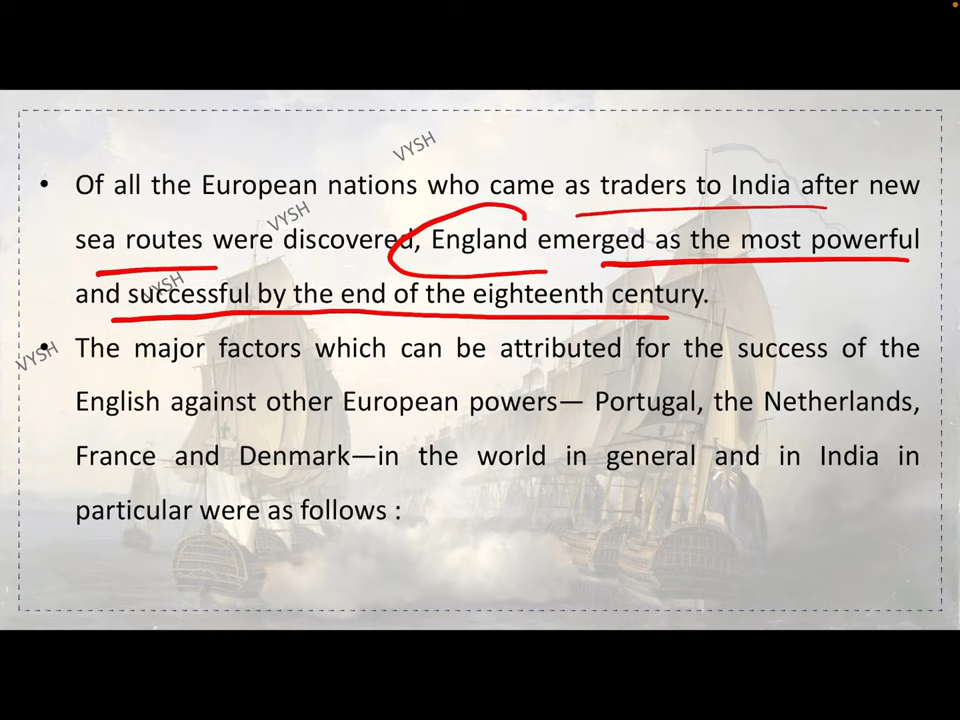 VYSH
• Of all the European nations who came as traders to India after new
VYSH
sea routes were discovered, England emerged as the most powerful
VYSH
and successful by the end of the eighteenth century.
VYSH
• The major factors which can be attributed for the success of the
English against other European powers— Portugal, the Netherlands,
France and Denmark—in the world in general and in India in
particular were as follows :